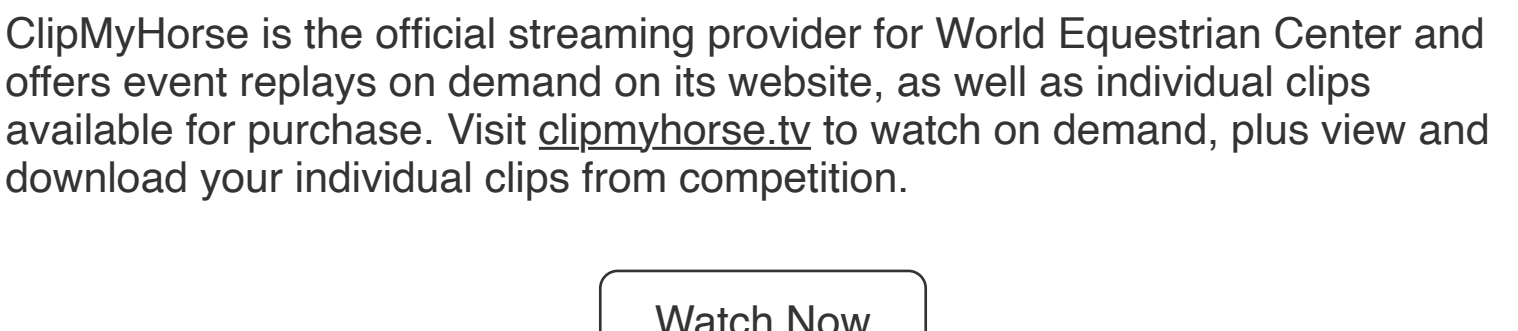 ClipMyHorse is the official streaming provider for World Equestrian Center and
offers event replays on demand on its website, as well as individual clips
available for purchase. Visit clipmyhorse.tv to watch on demand, plus view and
download your individual clips from competition.
Watch Now